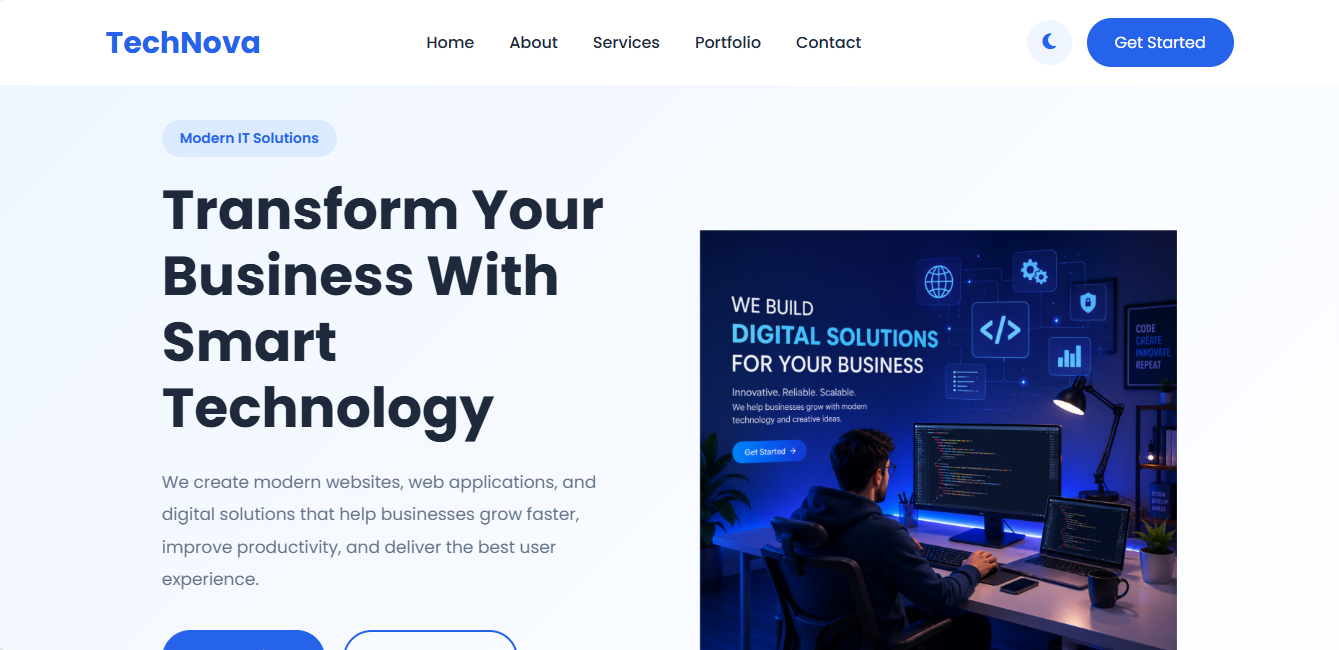 TechNova
Home
About
Services
Portfolio
Contact
Get Started
Modern IT Solutions
Transform Your
Business With
Smart
Technology
We create modern websites, web applications, and
digital solutions that help businesses grow faster,
improve productivity, and deliver the best user
experience.
WE BUILD
DIGITAL SOLUTIONS
FOR YOUR BUSINESS
Innovative. Reliable. Scalable.
We help businesses grow with modern
technology and creative ideas.
Get Started →
</>
CODE
CREATE
INNOVATE
REPEAT